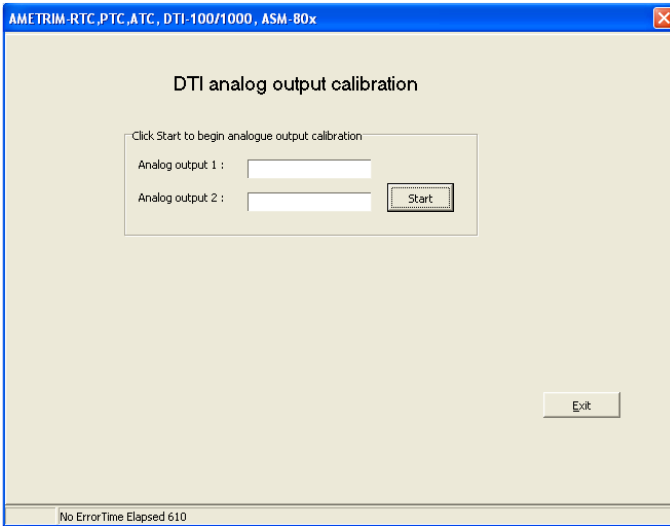 AMETRIM-RTC,PTC,ATC, DTI-100/1000, ASM-80x
DTI analog output calibration
Click Start to begin analogue output calibration
Analog output 1 :
Analog output 2 :
Start
Exit
No ErrorTime Elapsed 610